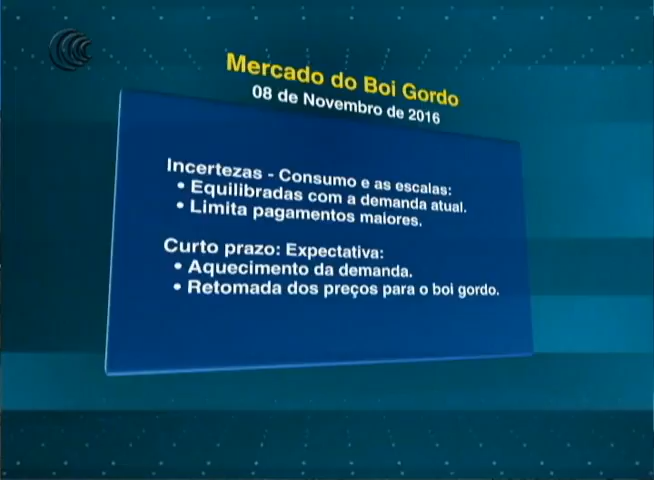 Mercado do Boi Gordo
08 de Novembro de 2016
Incertezas - Consumo e as escalas:
• Equilibradas com a demanda atual.
• Limita pagamentos maiores.
Curto prazo: Expectativa:
• Aquecimento da demanda.
• Retomada dos preços para o boi gordo.